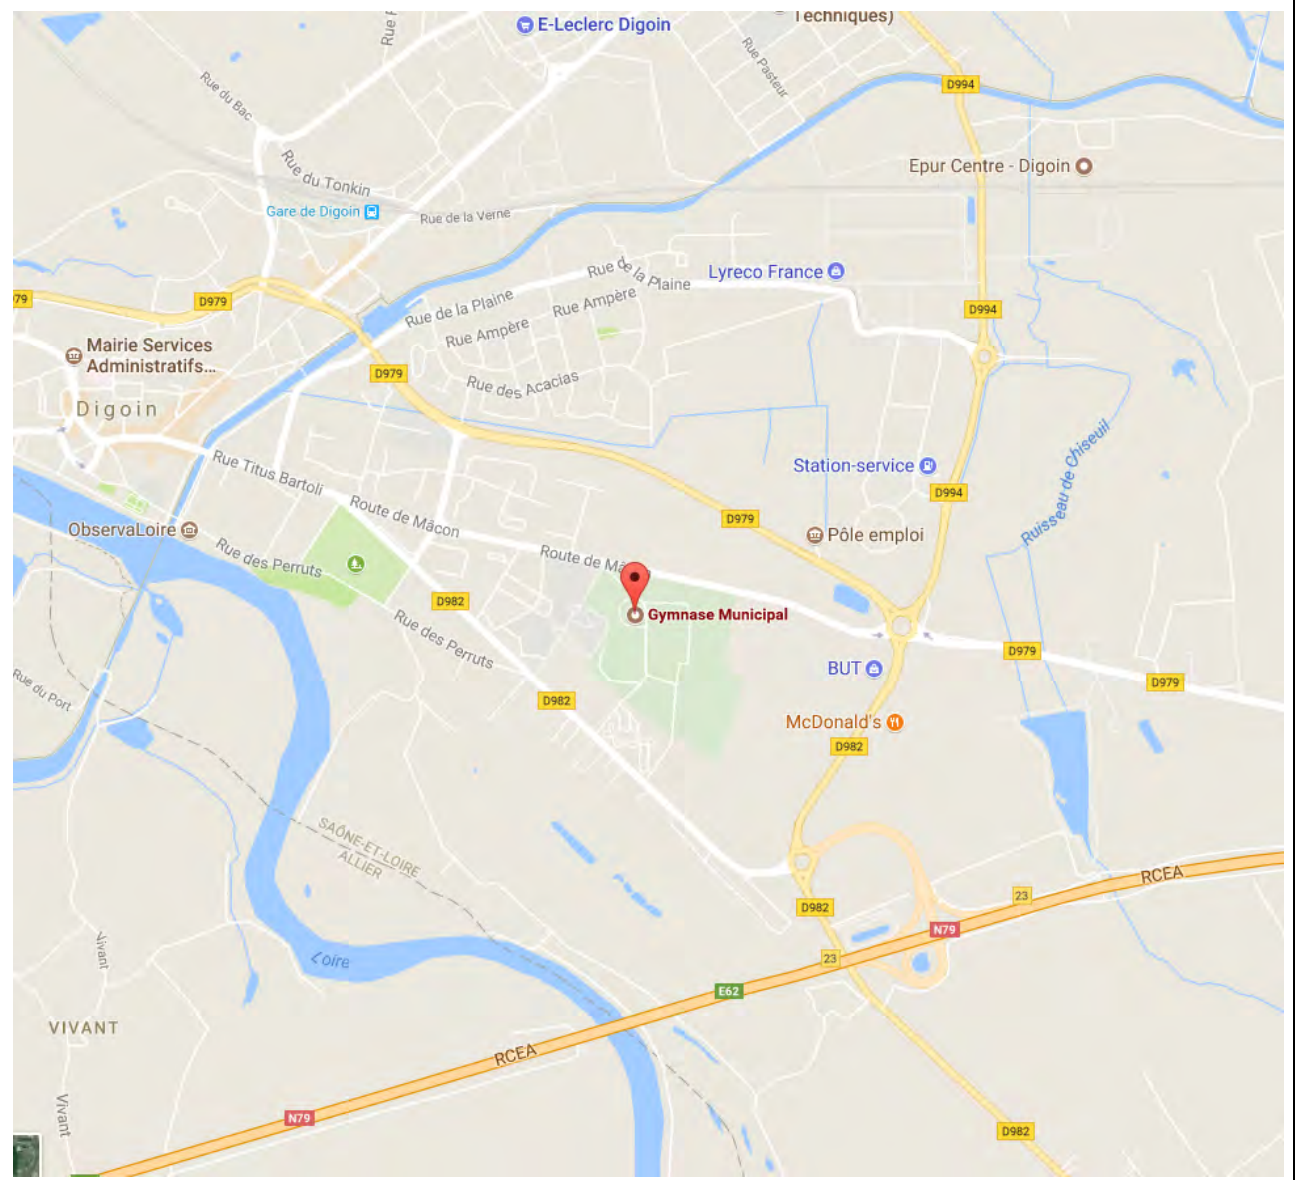 Techniques)
E-Leclerc Digoin
Rue Pasteur
Rue du Bac
D994
Epur Centre - Digoin
Rue du Tonkin
Gare de Digoin
Rue de la Verne
Rue de la Plaine
Lyreco France
D979
Rue de la Plaine
Rue Ampère
Rue Ampère
D994
Mairie Services
Administratifs...
D979
Rue des Acacias
Digoin
Ruisseau de Chiseuil
Rue Titus Bartoli
Station-service
D994
Route de Mâcon
D979
ObservaLoire
Pôle emploi
Rue des Perruts
Route de
D982
Gymnase Municipal
Rue des Perruts
D979
BUT
D979
Rue du Port
D982
McDonald's
D982
SAÔNE-ET-LOIRE
ALLIER
RCEA
23
D982
N79
Vivant
Loire
23
E62
VIVANT
RCEA
Vivant
N79
D982